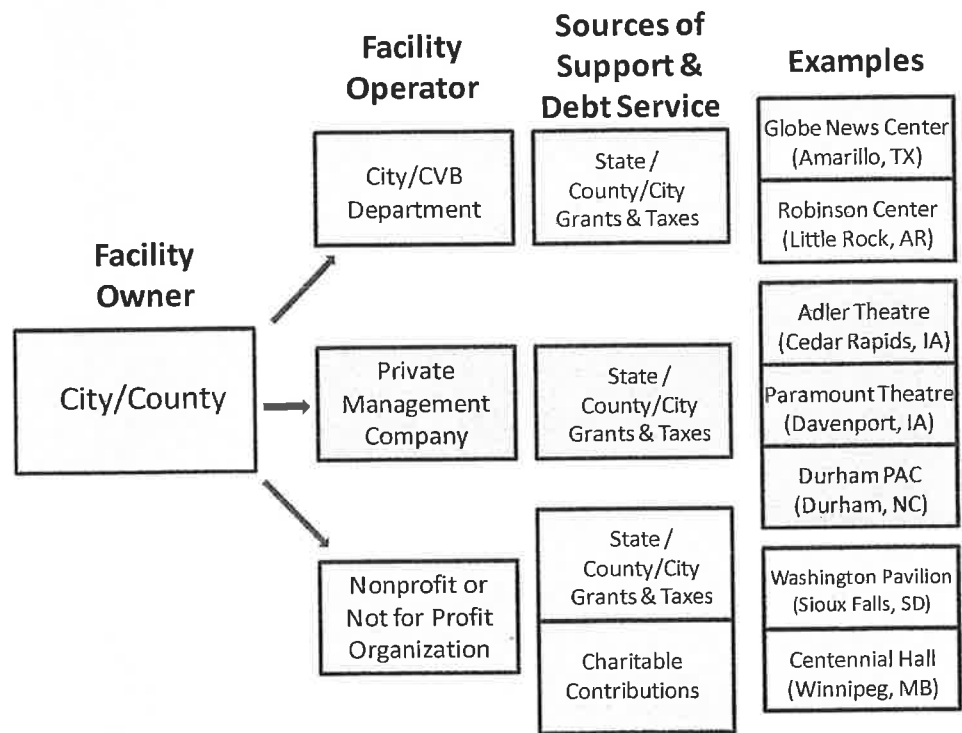 Facility
Operator
Sources of
Support &
Debt Service
Examples
Facility
Owner
City/County
City/CVB
Department
State /
County/City
Grants & Taxes
Globe News Center
(Amarillo, TX)
Robinson Center
(Little Rock, AR)
Private
Management
Company
State /
County/City
Grants & Taxes
Adler Theatre
(Cedar Rapids, IA)
Paramount Theatre
(Davenport, IA)
Durham PAC
(Durham, NC)
Nonprofit or
Not for Profit
Organization
State /
County/City
Grants & Taxes
Charitable
Contributions
Washington Pavilion
(Sioux Falls, SD)
Centennial Hall
(Winnipeg, MB)